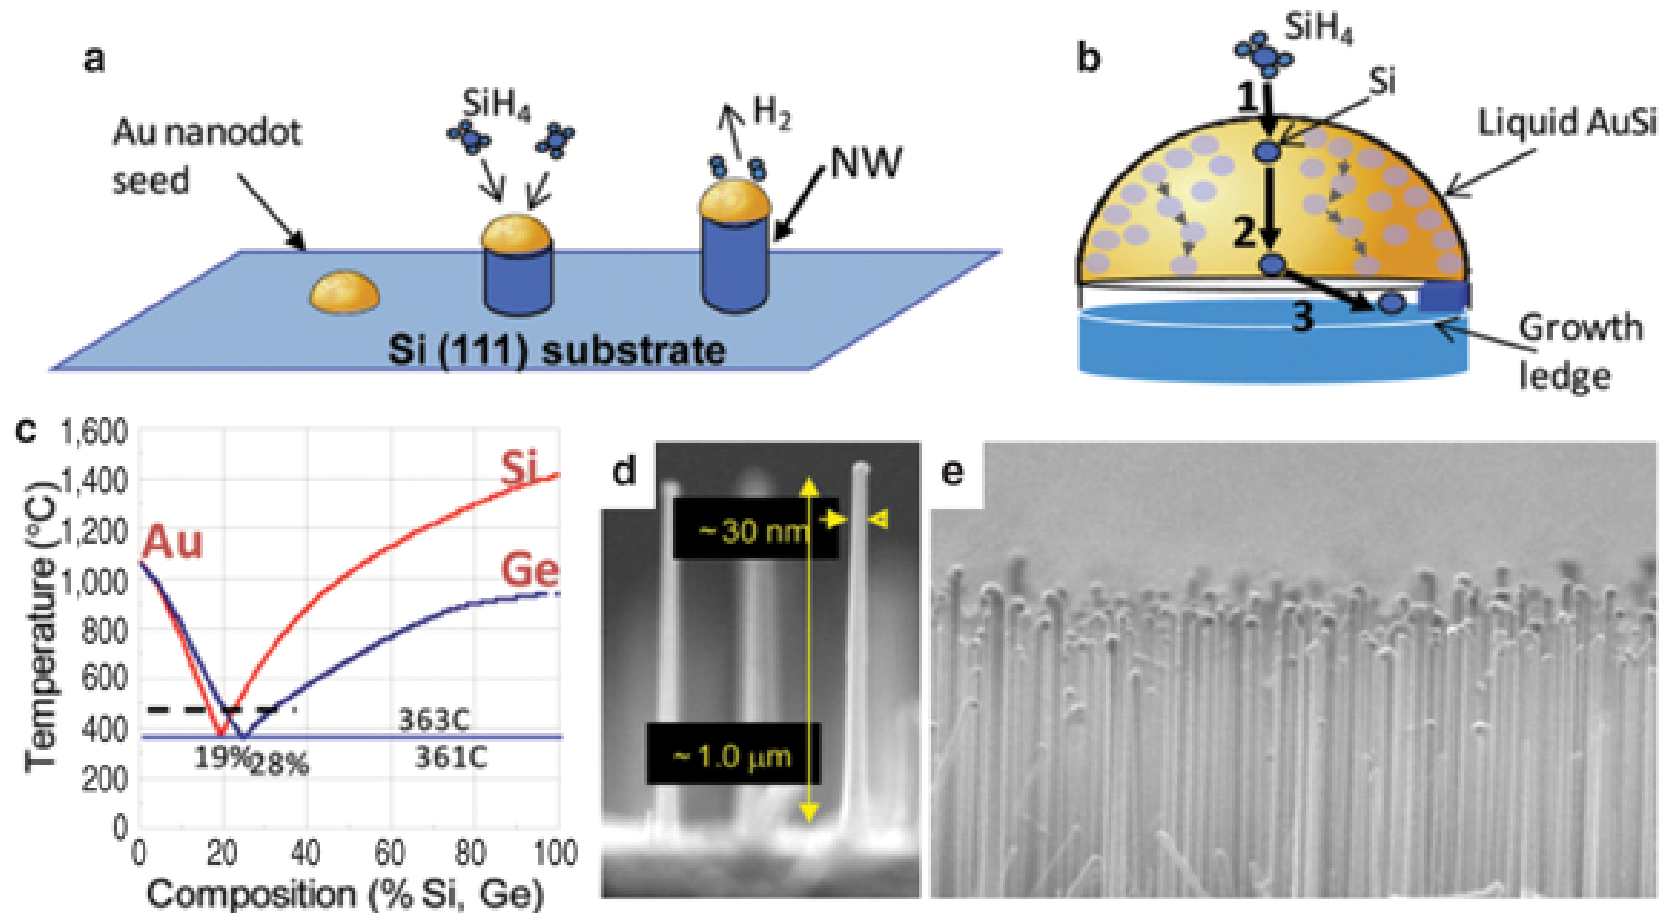 a
SiH4
H2
Au nanodot
seed
NW
Si (111) substrate
b
SiH4
1
Si
Liquid AuSi
2
3
Growth
ledge
c
1,600
1,400
1,200
1,000
800
600
400
200
0
Temperature (°C)
Au
Si
Ge
363C
19%
28%
361C
0
20
40
60
80
100
Composition (% Si, Ge)
d
~ 30 nm
~ 1.0 μm
e